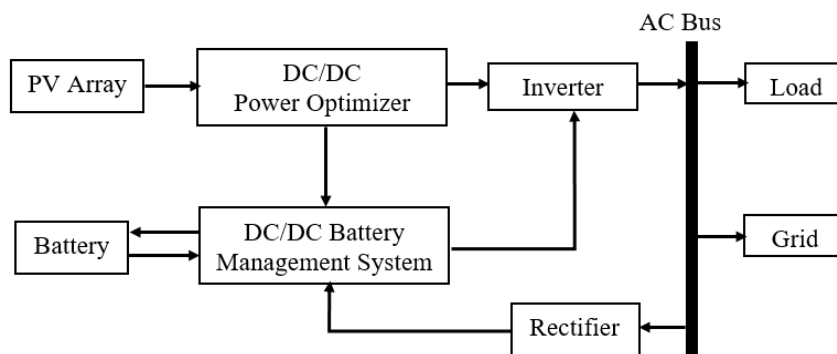 AC Bus
PV Array
DC/DC
Power Optimizer
Inverter
Load
Battery
DC/DC Battery
Management System
Grid
Rectifier